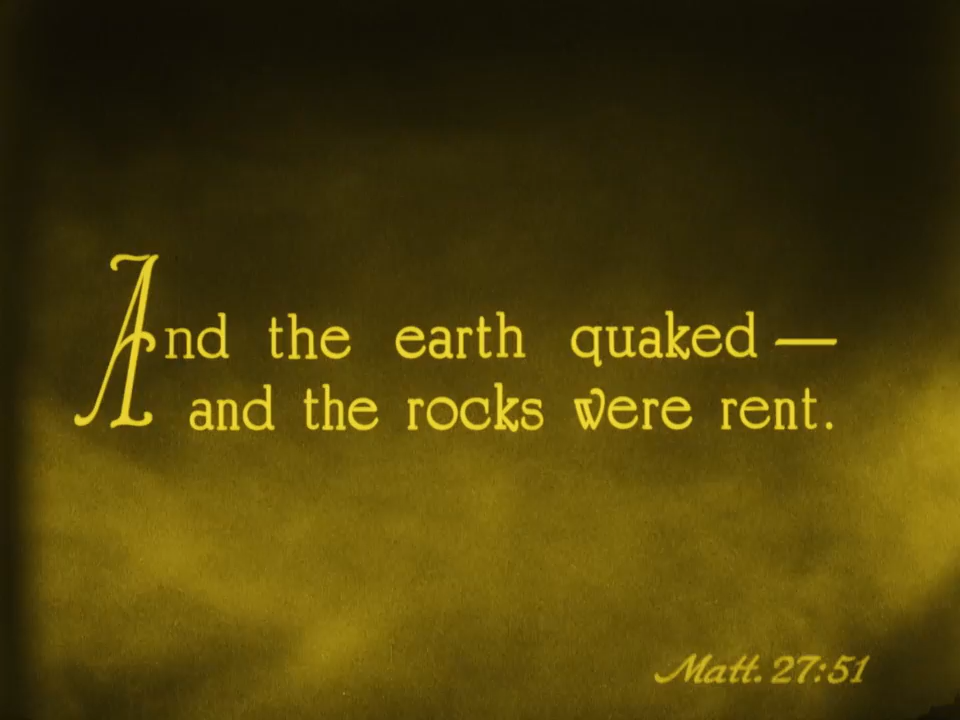 And the earth quaked —
and the rocks were rent.
Matt. 27:51